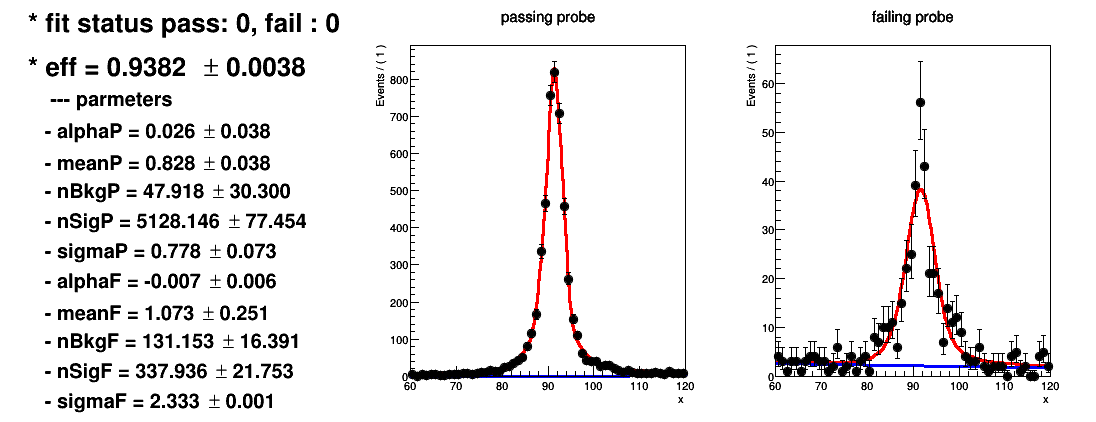 * fit status pass: 0, fail : 0
* eff = 0.9382 ± 0.0038
--- parmeters
- alphaP = 0.026 ± 0.038
- meanP = 0.828 ± 0.038
- nBkgP = 47.918 ± 30.300
- nSigP = 5128.146 ± 77.454
- sigmaP = 0.778 ± 0.073
- alphaF = -0.007 ± 0.006
- meanF = 1.073 ± 0.251
- nBkgF = 131.153 ± 16.391
- nSigF = 337.936 ± 21.753
- sigmaF = 2.333 ± 0.001
passing probe
Events / ( 1 )
800
700
600
500
400
300
200
100
0
60 70 80 90 100 110 120
x
failing probe
Events / ( 1 )
60
50
40
30
20
10
0
60 70 80 90 100 110 120
x